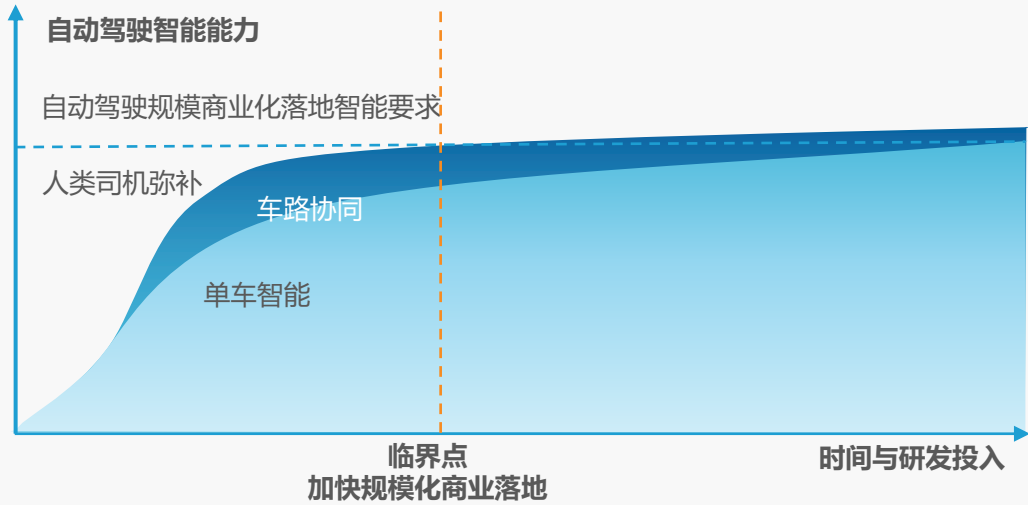 自动驾驶智能能力
自动驾驶规模商业化落地智能要求
人类司机弥补
车路协同
单车智能
临界点
加快规模化商业落地
时间与研发投入